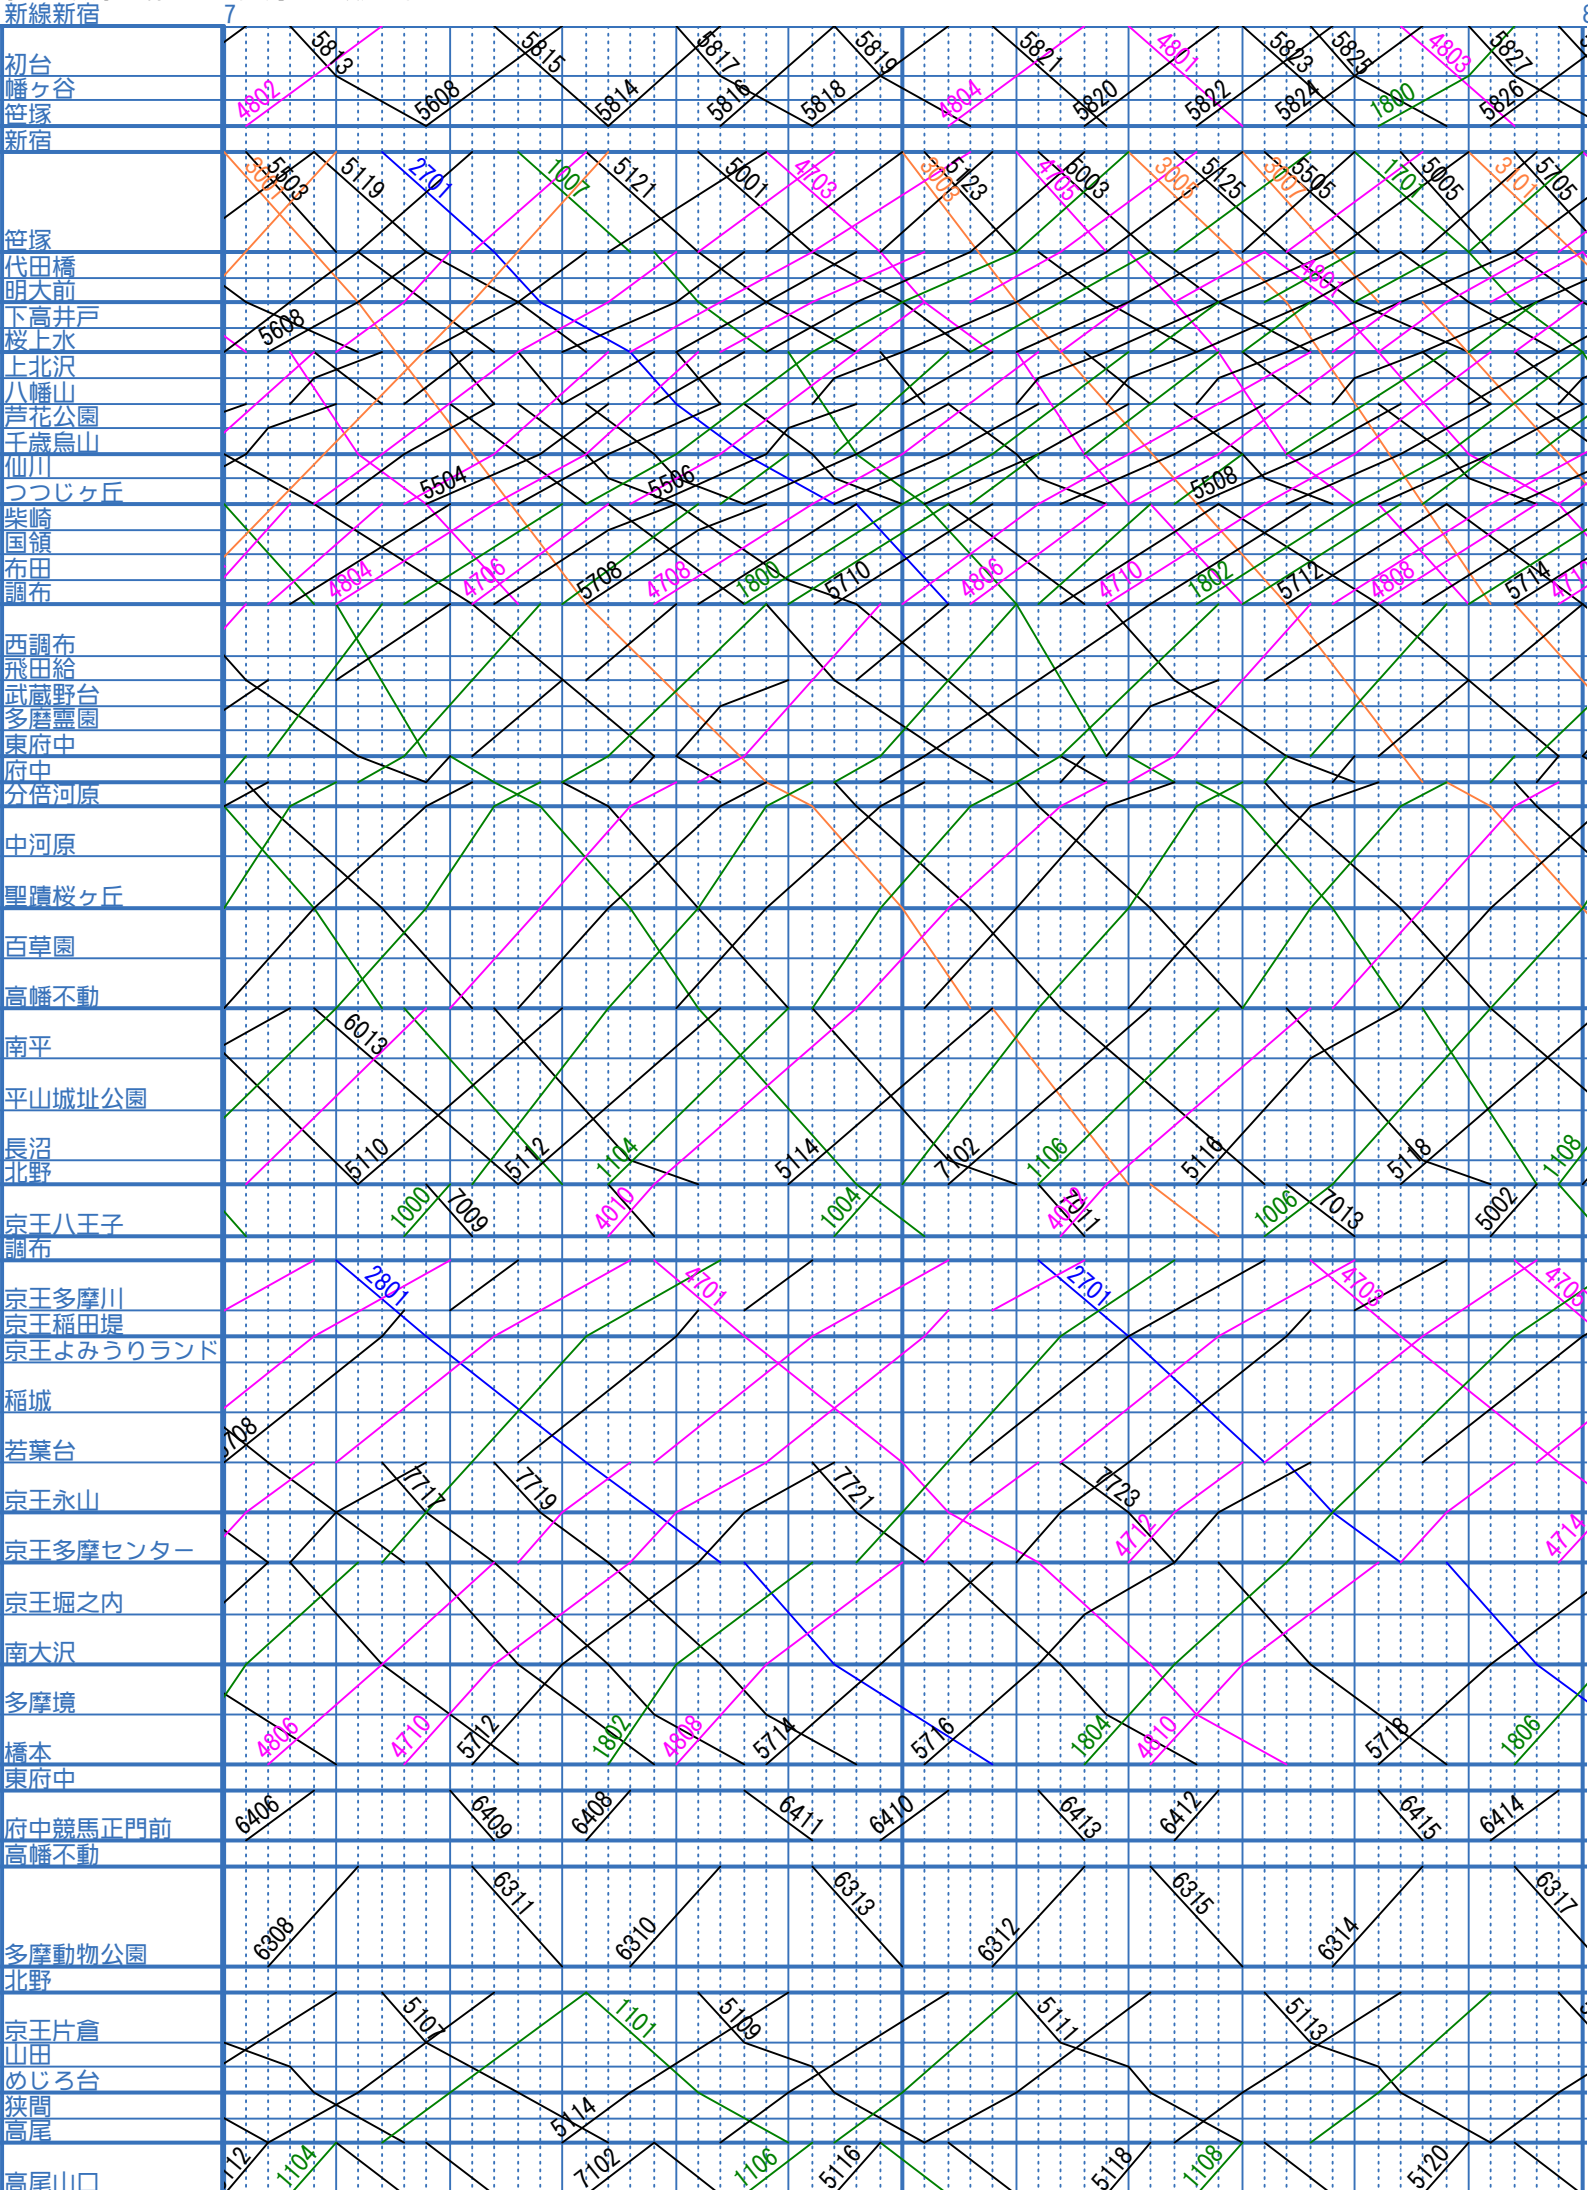 新線新宿 7 8
初台 5813 5815 5817 5819 5821 4801 5823 5825 4803 5827
幡ヶ谷
笹塚 4802 5608 5814 5816 5818 4804 5820 5822 5824 1800 5826
新宿
3001 5503 5119 2701 1007 5121 5001 4703 3003 5123 4705 5003 3005 5125 3007 5505 1701 5005 3101 5705
笹塚
代田橋 4801
明大前
下高井戸 5608
桜上水
上北沢
八幡山
芦花公園
千歳烏山
仙川
つつじヶ丘 5504 5506 5508
柴崎
国領
布田
調布 4804 4706 5708 4708 1800 5710 4806 4710 1802 5712 4808 5714
西調布
飛田給
武蔵野台
多磨霊園
東府中
府中
分倍河原
中河原
聖蹟桜ヶ丘
百草園
高幡不動
南平 6013
平山城址公園
長沼
北野 5110 5112 1104 5114 7102 1106 5116 5118 1108
京王八王子 1000 7009 4010 1004 7011 1006 7013 5002
調布
京王多摩川 2801 4701 2701 4703 4705
京王稲田堤
京王よみうりランド
稲城
若葉台 5708
京王永山 7717 7719 7721 7723
京王多摩センター 4712 4714
京王堀之内
南大沢
多摩境
橋本 4806 4710 5712 1802 4808 5714 5716 1804 4810 5718 1806
東府中
府中競馬正門前 6406 6409 6408 6411 6410 6413 6412 6415 6414
高幡不動
6311 6313 6315 6317
多摩動物公園 6308 6310 6312 6314
北野
京王片倉 5107 1101 5109 5111 5113
山田
めじろ台
狭間
高尾 5114
高尾山口 112 1104 7102 1106 5116 5118 1108 5120